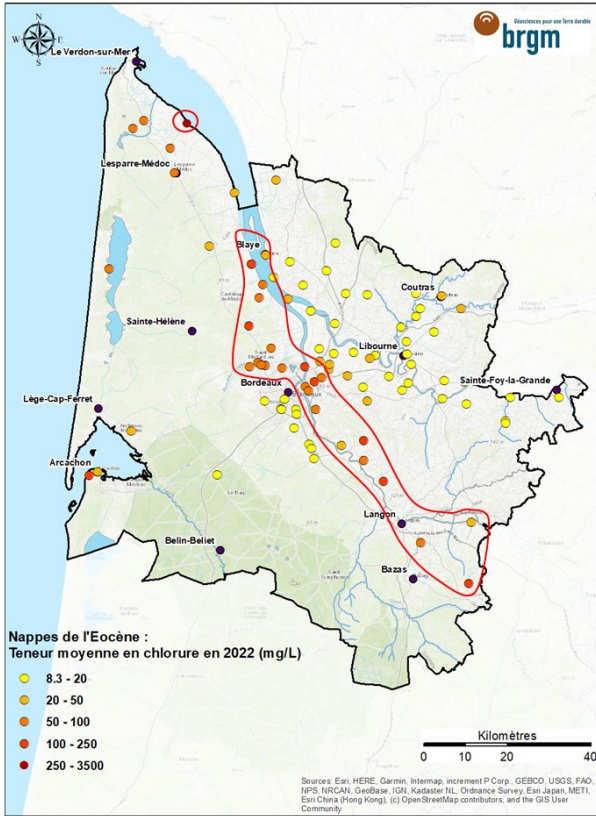 Géosciences pour une Terre durable
brgm
N
W
E
S
Le Verdon-sur-Mer
Lesparre-Médoc
Blaye
Coutras
Sainte-Hélène
Libourne
Bordeaux
Sainte-Foy-la-Grande
Lège-Cap-Ferret
Arcachon
Langon
Belin-Beliet
Bazas
Nappes de l'Eocène :
Teneur moyenne en chlorure en 2022 (mg/L)
8.3 - 20
20 - 50
50 - 100
100 - 250
250 - 3500
Kilomètres
0 20 40
Sources: Esri, HERE, Garmin, Intermap, increment P Corp., GEBCO, USGS, FAO,
NPS, NRCAN, GeoBase, IGN, Kadaster NL, Ordnance Survey, Esri Japan, METI,
Esri China (Hong Kong), (c) OpenStreetMap contributors, and the GIS User
Community